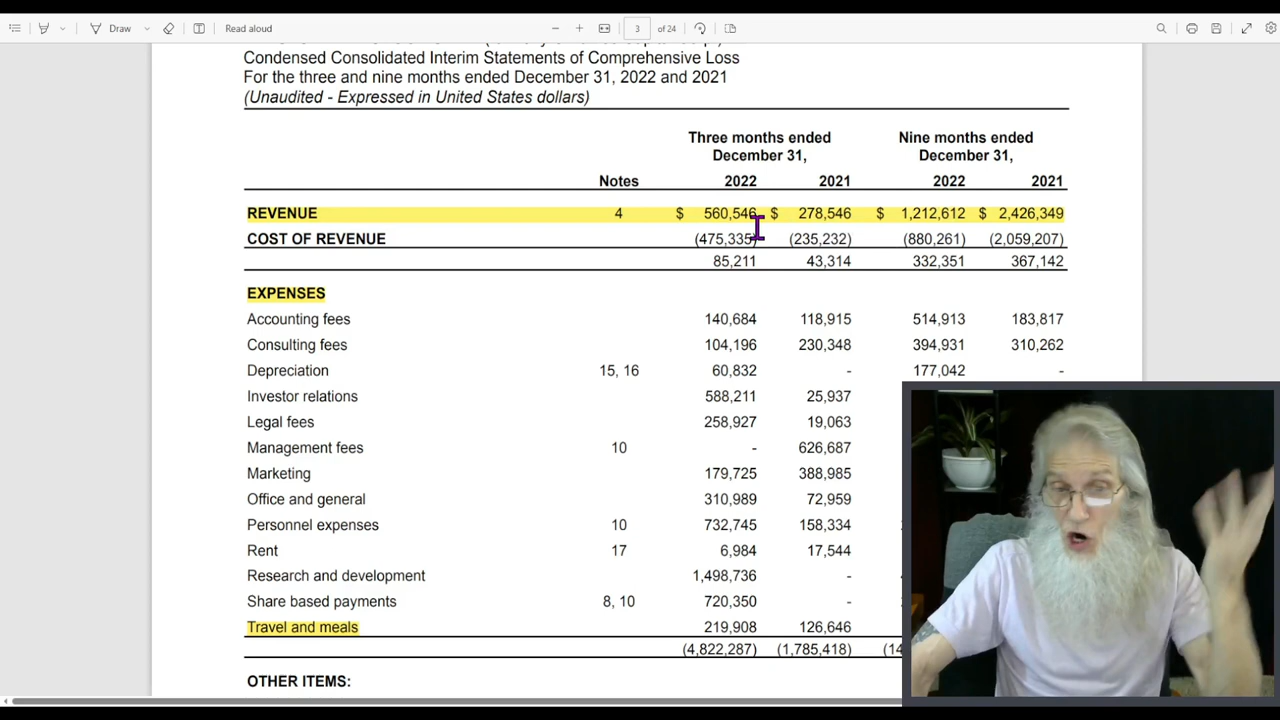 Draw
Read aloud
3
of 24
Condensed Consolidated Interim Statements of Comprehensive Loss
For the three and nine months ended December 31, 2022 and 2021
(Unaudited - Expressed in United States dollars)
Three months ended Nine months ended
December 31, December 31,
Notes 2022 2021 2022 2021
REVENUE 4 $ 560,546 $ 278,546 $ 1,212,612 $ 2,426,349
COST OF REVENUE (475,335) (235,232) (880,261) (2,059,207)
85,211 43,314 332,351 367,142
EXPENSES
Accounting fees 140,684 118,915 514,913 183,817
Consulting fees 104,196 230,348 394,931 310,262
Depreciation 15, 16 60,832 - 177,042 -
Investor relations 588,211 25,937
Legal fees 258,927 19,063
Management fees 10 - 626,687
Marketing 179,725 388,985
Office and general 310,989 72,959
Personnel expenses 10 732,745 158,334
Rent 17 6,984 17,544
Research and development 1,498,736 -
Share based payments 8, 10 720,350 -
Travel and meals 219,908 126,646
(4,822,287) (1,785,418)
OTHER ITEMS: